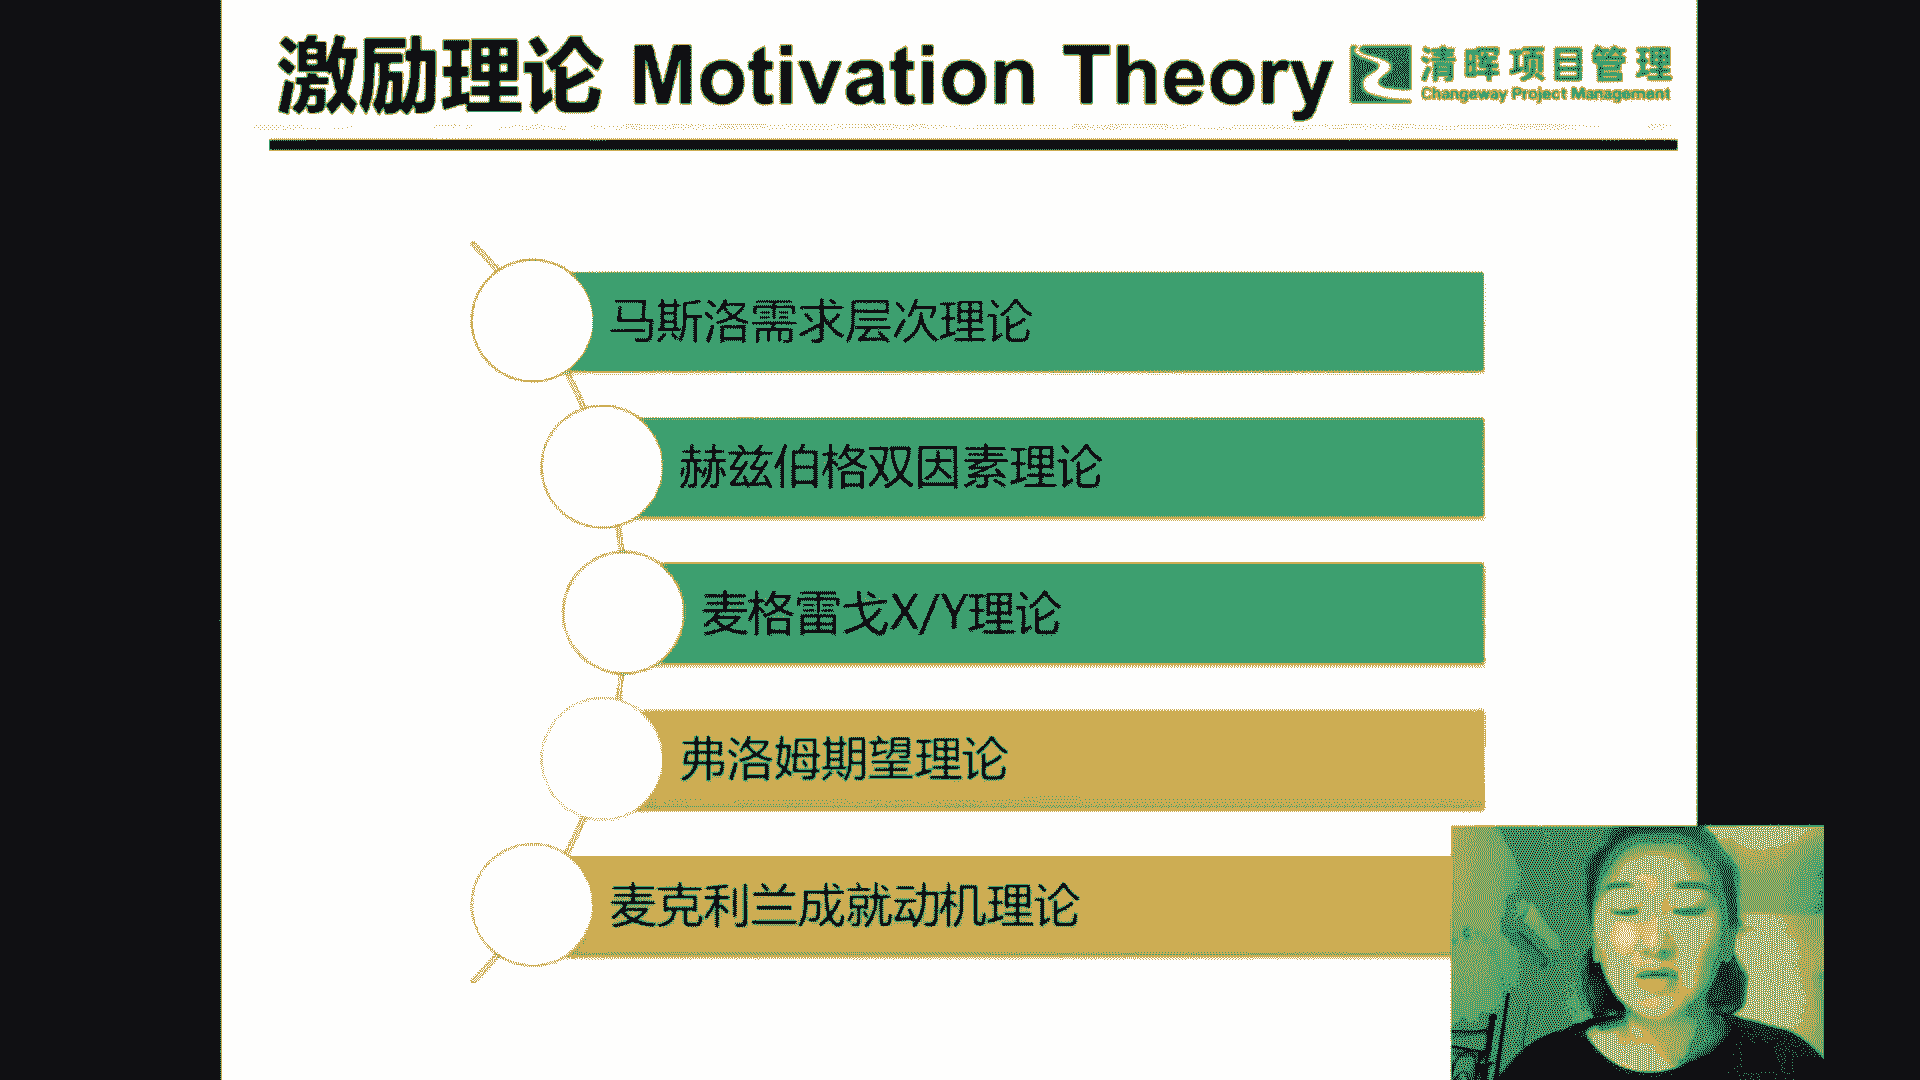 激励理论 Motivation Theory
清晖项目管理
Changeway Project Management
马斯洛需求层次理论
赫兹伯格双因素理论
麦格雷戈X/Y理论
弗洛姆期望理论
麦克利兰成就动机理论